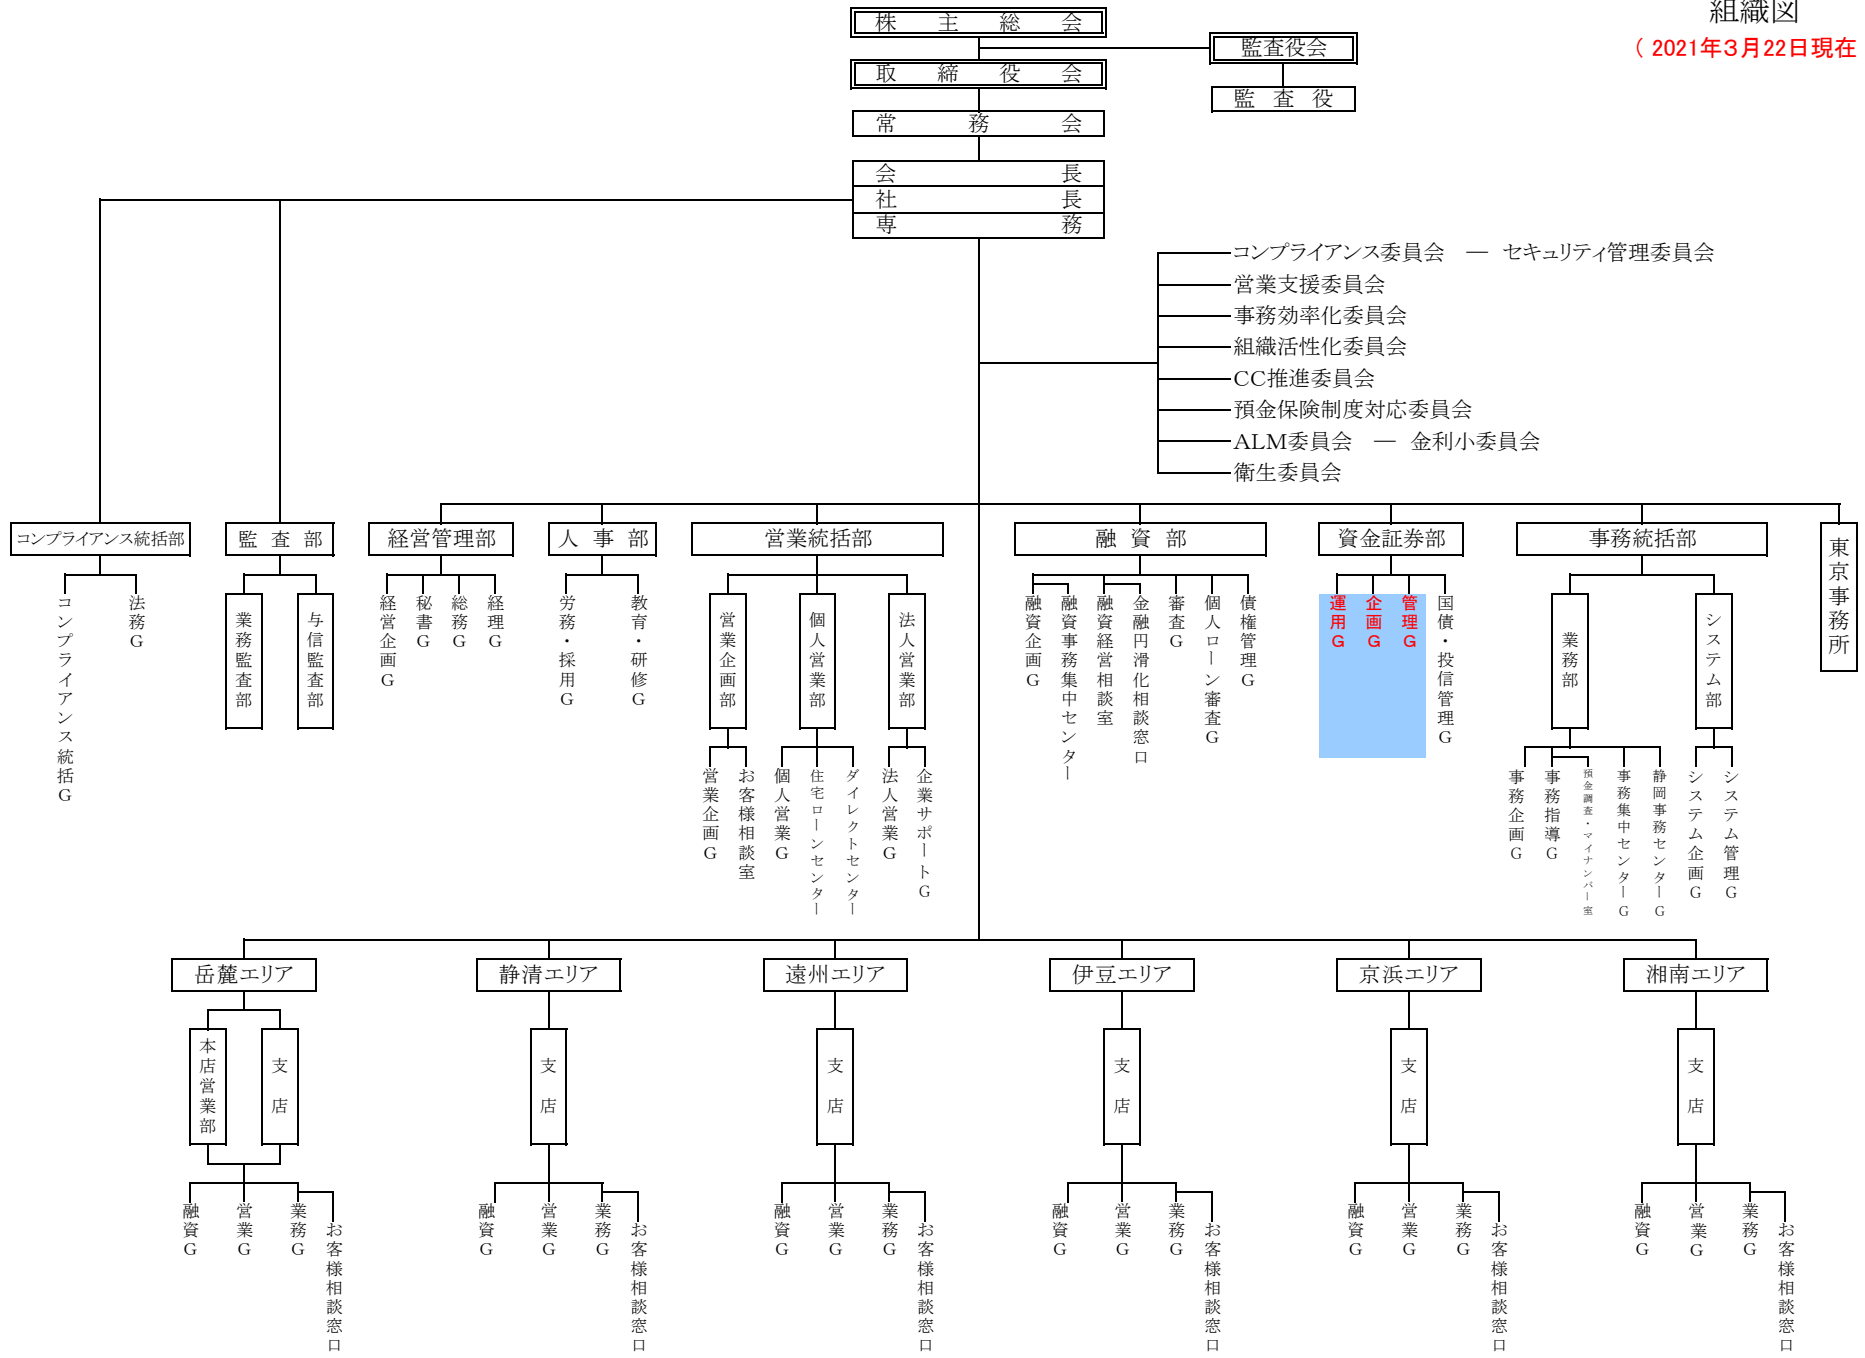 組織図
（ 2021年3月22日現在
株主総会
監査役会
取締役会
監査役
常務会
会長
社長
専務
コンプライアンス委員会 ― セキュリティ管理委員会
営業支援委員会
事務効率化委員会
組織活性化委員会
CC推進委員会
預金保険制度対応委員会
ALM委員会 ― 金利小委員会
衛生委員会
コンプライアンス統括部
監査部
経営管理部
人事部
営業統括部
融資部
資金証券部
事務統括部
東京事務所
コンプライアンス統括G
法務G
業務監査部
与信監査部
経営企画G
秘書G
総務G
経理G
労務・採用G
教育・研修G
営業企画部
個人営業部
法人営業部
融資企画G
融資事務集中センター
融資経営相談室
金融円滑化相談窓口
審査G
個人ローン審査G
債権管理G
運用G
企画G
管理G
国債・投信管理G
業務部
システム部
営業企画G
お客様相談室
個人営業G
住宅ローンセンター
ダイレクトセンター
法人営業G
企業サポートG
事務企画G
事務指導G
預金調査・マイナンバー室
事務集中センターG
静岡事務センターG
システム企画G
システム管理G
岳麓エリア
静清エリア
遠州エリア
伊豆エリア
京浜エリア
湘南エリア
本店営業部
支店
支店
支店
支店
支店
支店
融資G
営業G
業務G
お客様相談窓口
融資G
営業G
業務G
お客様相談窓口
融資G
営業G
業務G
お客様相談窓口
融資G
営業G
業務G
お客様相談窓口
融資G
営業G
業務G
お客様相談窓口
融資G
営業G
業務G
お客様相談窓口